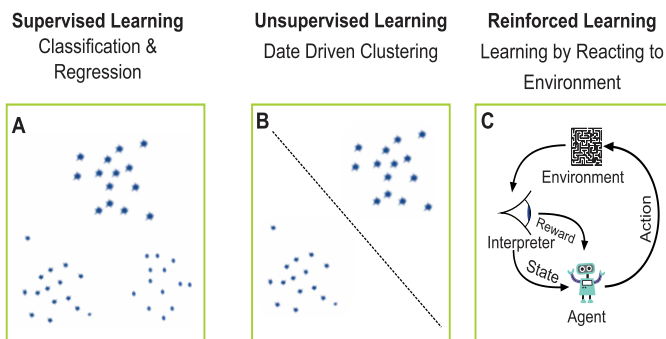 Supervised Learning
Classification &
Regression
Unsupervised Learning
Date Driven Clustering
Reinforced Learning
Learning by Reacting to
Environment
A
B
C
Environment
Reward
Interpreter
State
Action
Agent